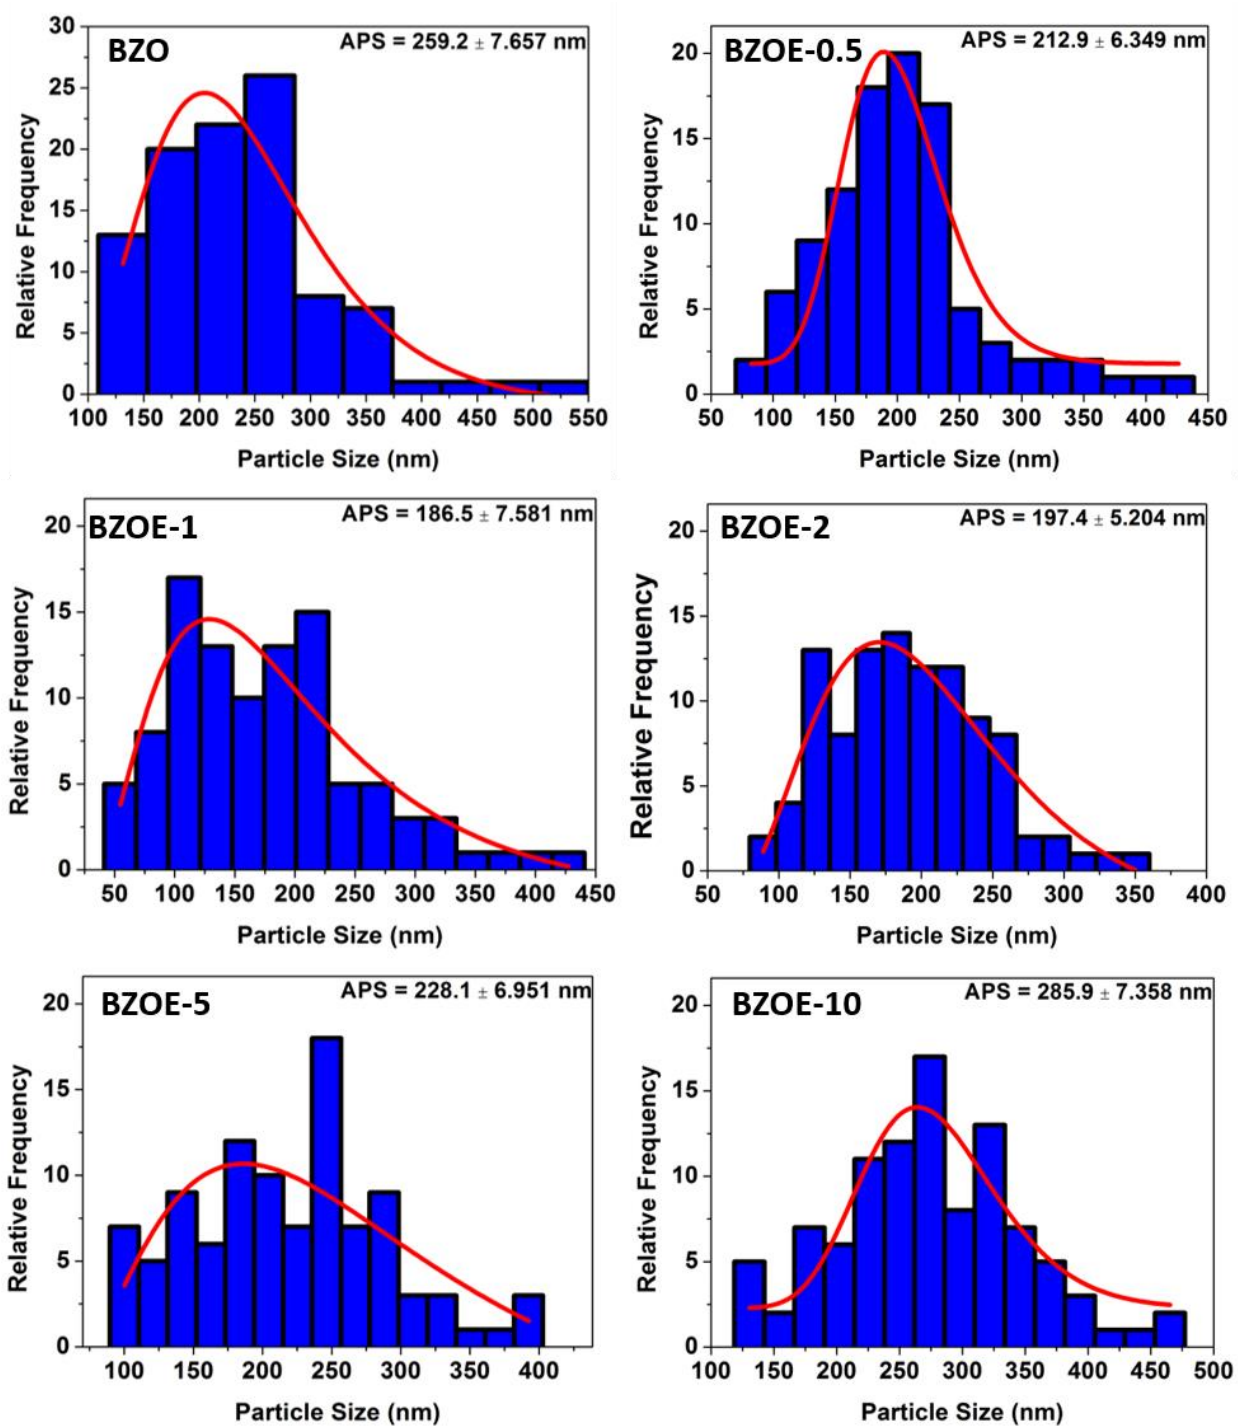 BZO
APS = 259.2 ± 7.657 nm
Relative Frequency
30
25
20
15
10
5
0
100 150 200 250 300 350 400 450 500 550
Particle Size (nm)
BZOE-0.5
APS = 212.9 ± 6.349 nm
Relative Frequency
20
15
10
5
0
50 100 150 200 250 300 350 400 450
Particle Size (nm)
BZOE-1
APS = 186.5 ± 7.581 nm
Relative Frequency
20
15
10
5
0
50 100 150 200 250 300 350 400 450
Particle Size (nm)
BZOE-2
APS = 197.4 ± 5.204 nm
Relative Frequency
20
15
10
5
0
50 100 150 200 250 300 350 400
Particle Size (nm)
BZOE-5
APS = 228.1 ± 6.951 nm
Relative Frequency
20
15
10
5
0
100 150 200 250 300 350 400
Particle Size (nm)
BZOE-10
APS = 285.9 ± 7.358 nm
Relative Frequency
20
15
10
5
0
100 150 200 250 300 350 400 450 500
Particle Size (nm)